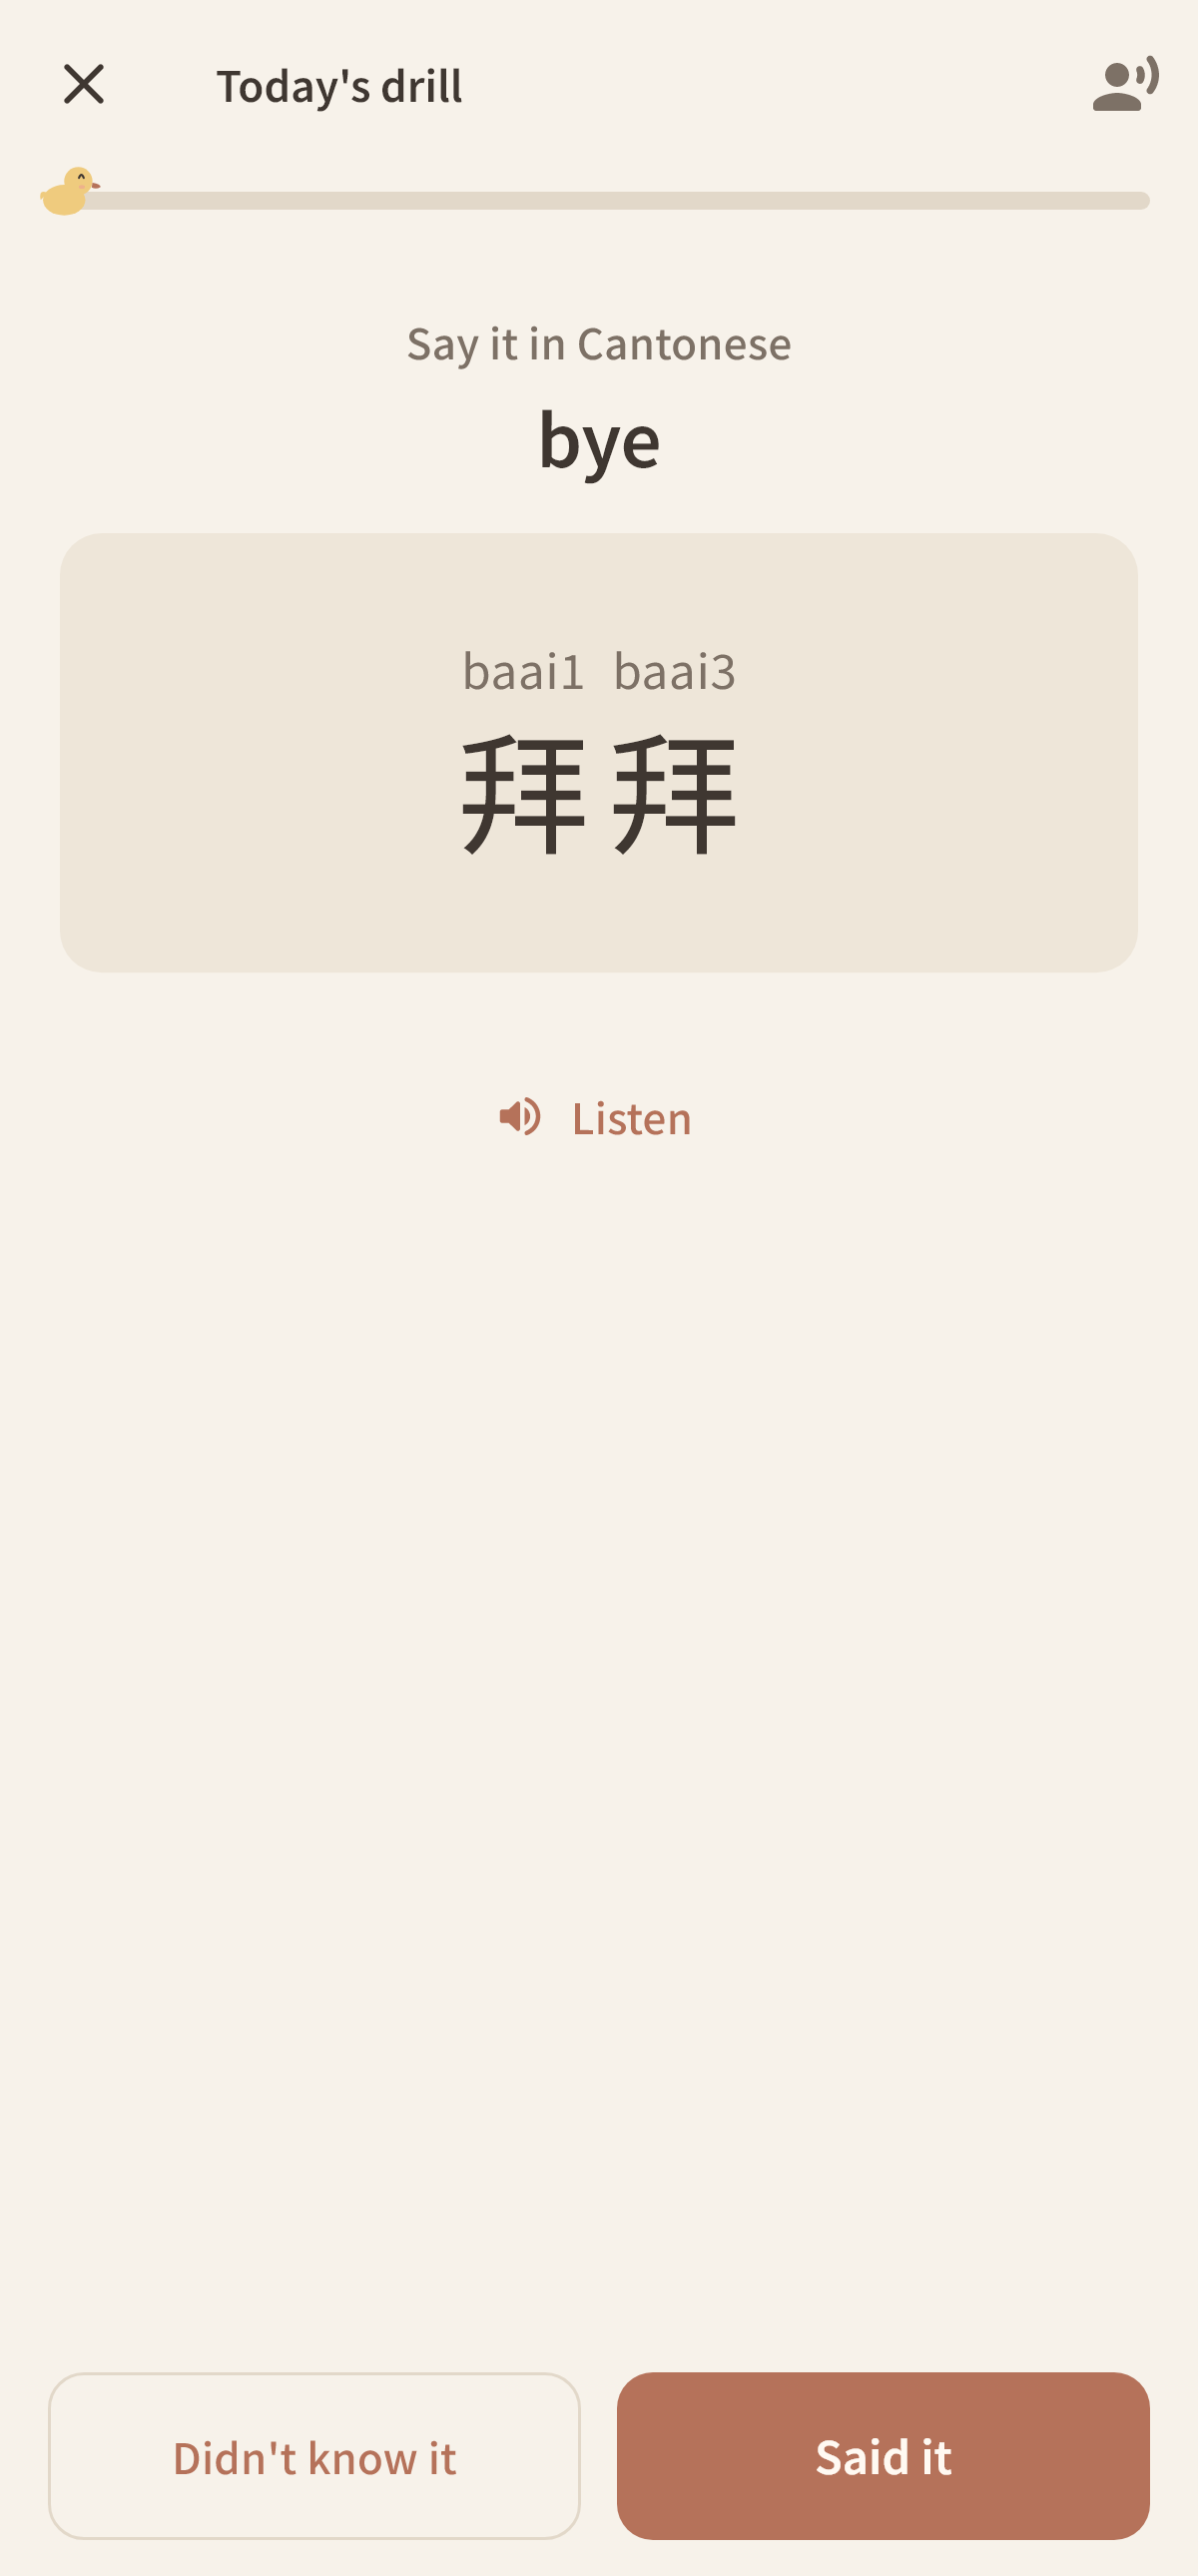 Today's drill
Say it in Cantonese
bye
baai1 baai3
拜拜
Listen
Didn't know it
Said it